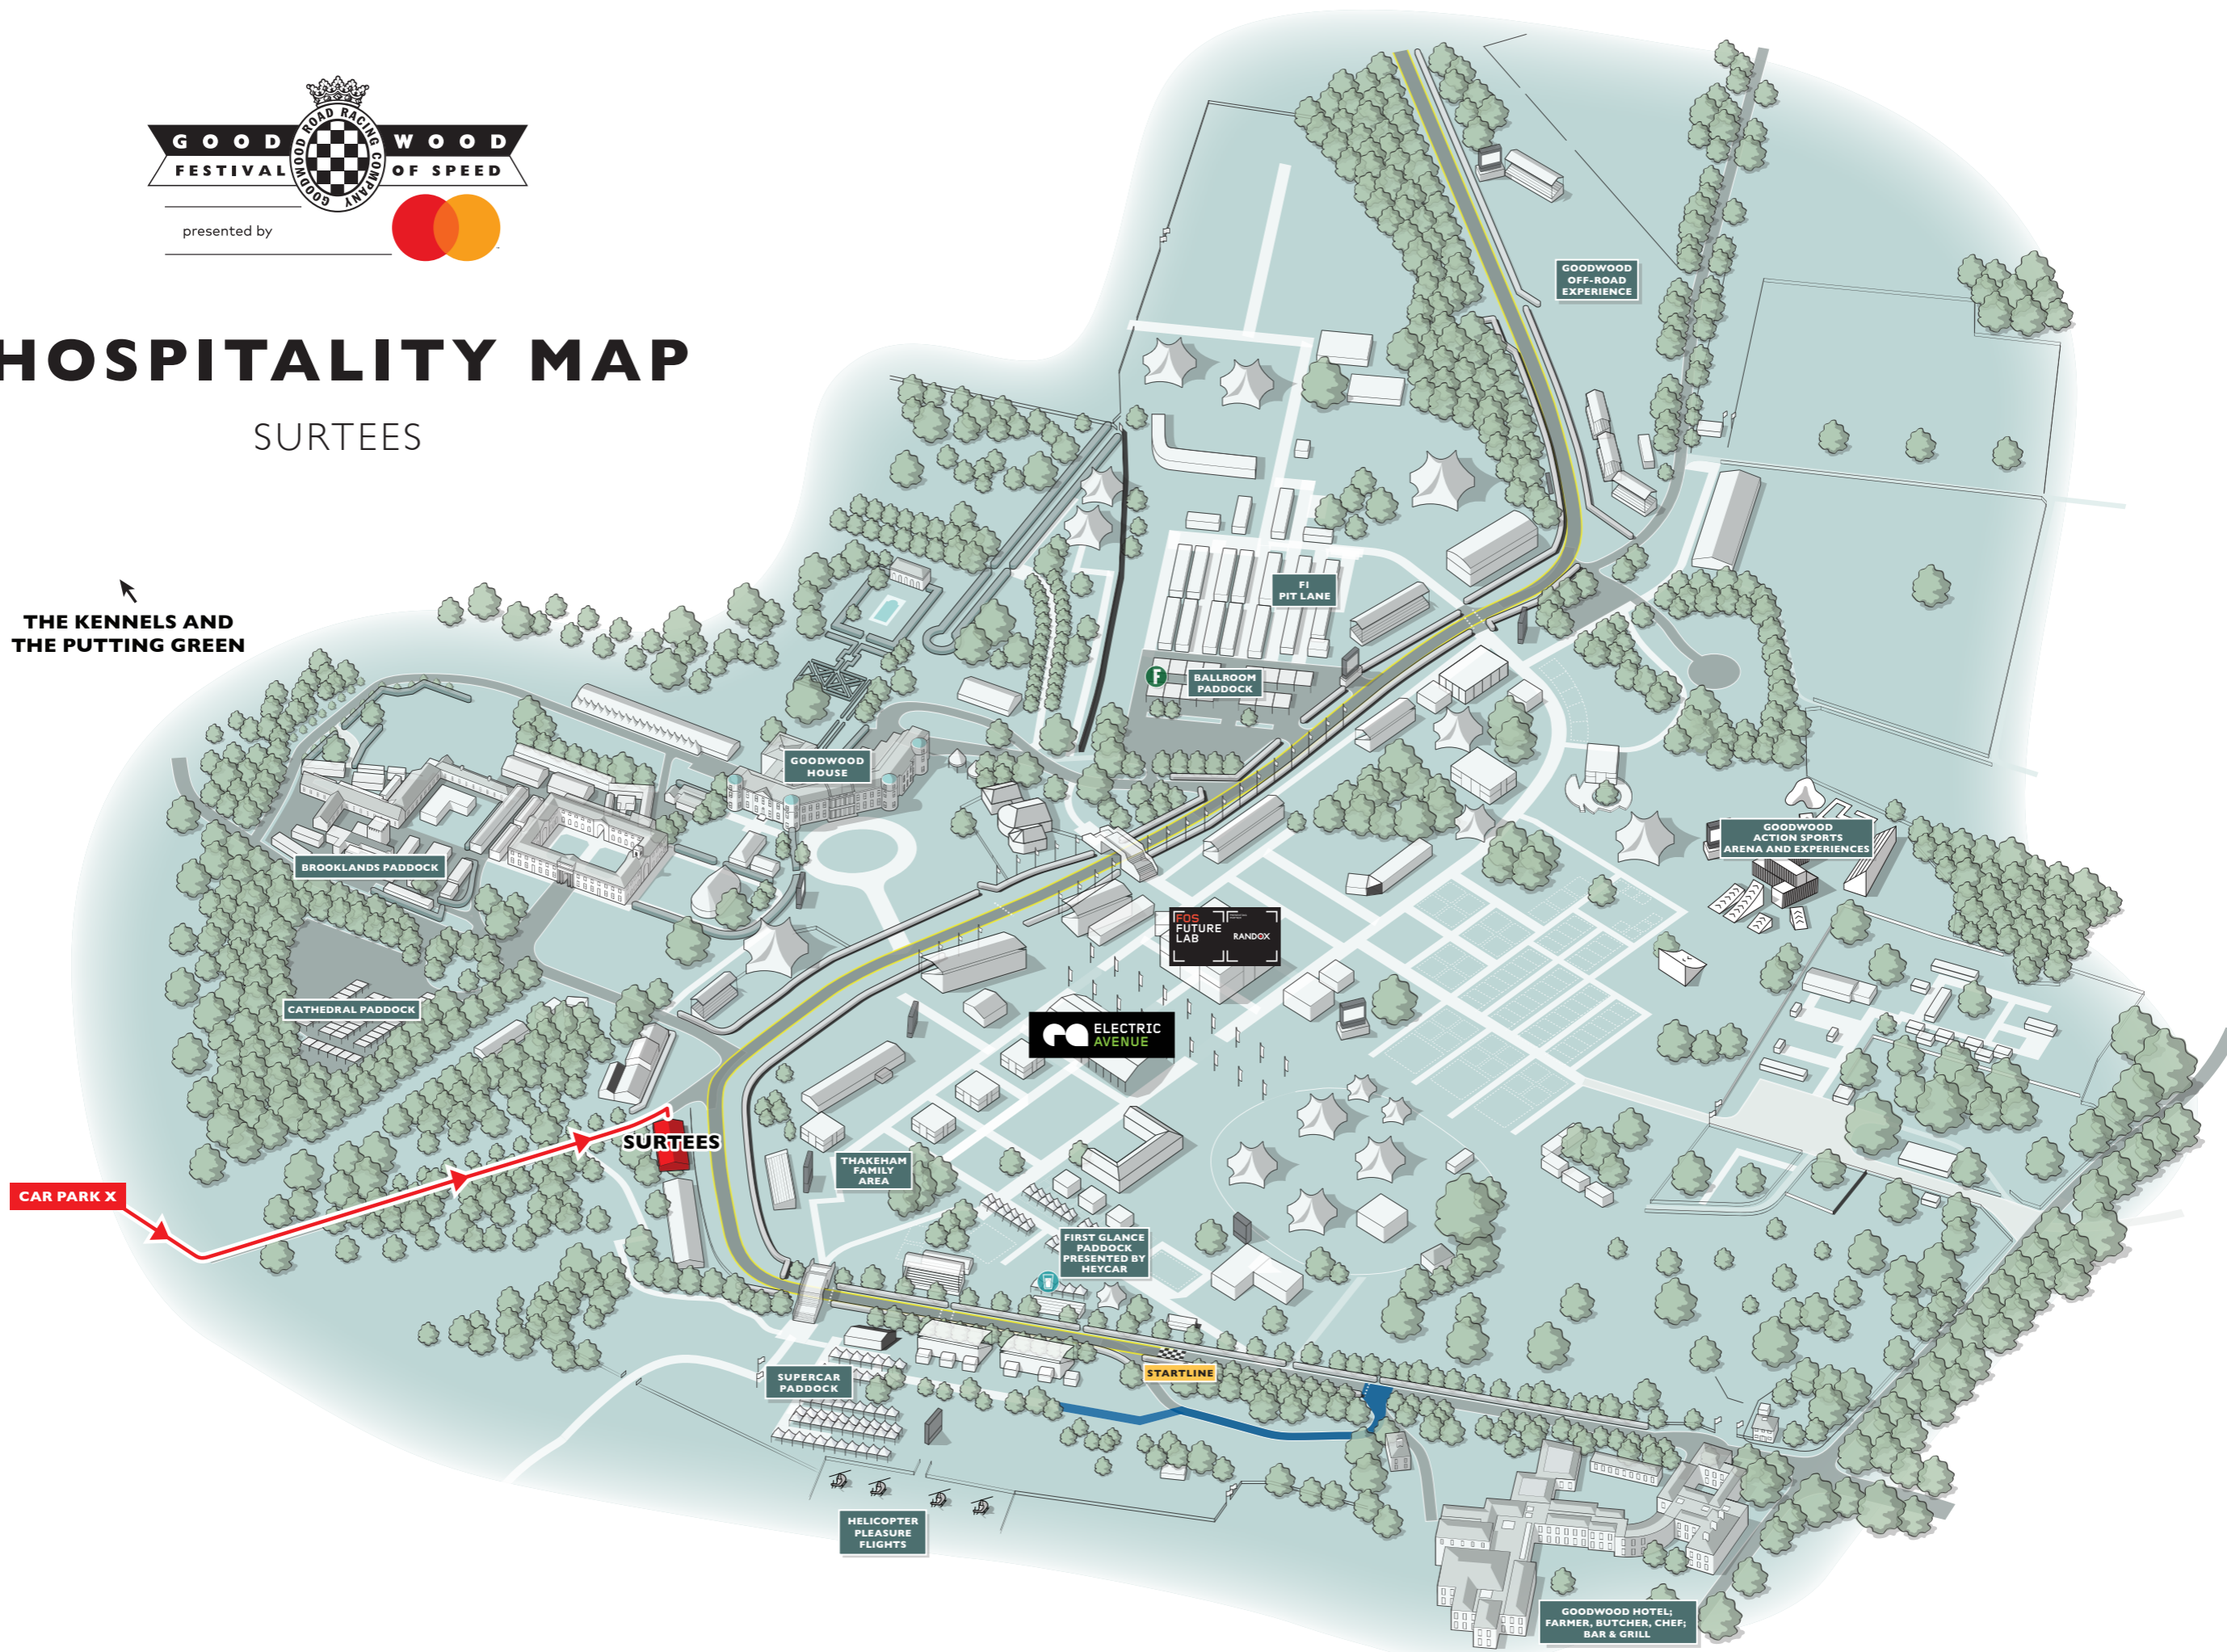 GOOD WOOD
FESTIVAL OF SPEED
GOODWOOD ROAD RACING COMPANY
presented by
HOSPITALITY MAP
SURTEES
THE KENNELS AND
THE PUTTING GREEN
GOODWOOD
OFF-ROAD
EXPERIENCE
F1
PIT LANE
F
BALLROOM
PADDOCK
GOODWOOD
HOUSE
BROOKLANDS PADDOCK
GOODWOOD
ACTION SPORTS
ARENA AND EXPERIENCES
FOS
FUTURE
LAB
RANDOX
CATHEDRAL PADDOCK
ELECTRIC
AVENUE
SURTEES
CAR PARK X
THAKEHAM
FAMILY
AREA
FIRST GLANCE
PADDOCK
PRESENTED BY
HEYCAR
STARTLINE
SUPERCAR
PADDOCK
HELICOPTER
PLEASURE
FLIGHTS
GOODWOOD HOTEL;
FARMER, BUTCHER, CHEF;
BAR & GRILL